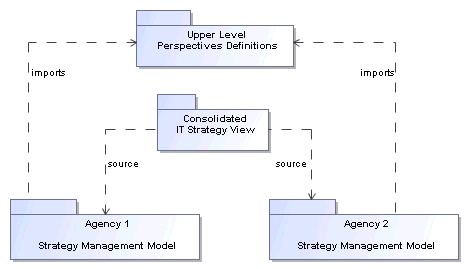 Upper Level
Perspectives Definitions
imports
imports
Consolidated
IT Strategy View
source
source
Agency 1
Strategy Management Model
Agency 2
Strategy Management Model